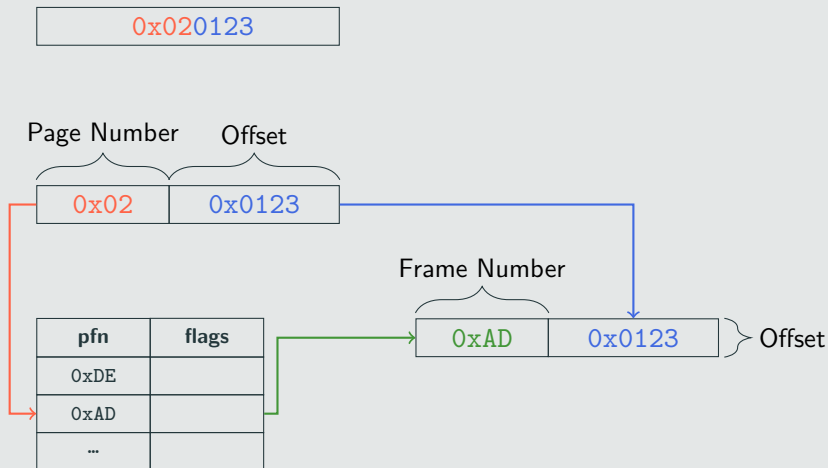 0x020123
Page Number Offset
0x02 0x0123
Frame Number
0xAD 0x0123 Offset
pfn flags
0xDE
0xAD
…